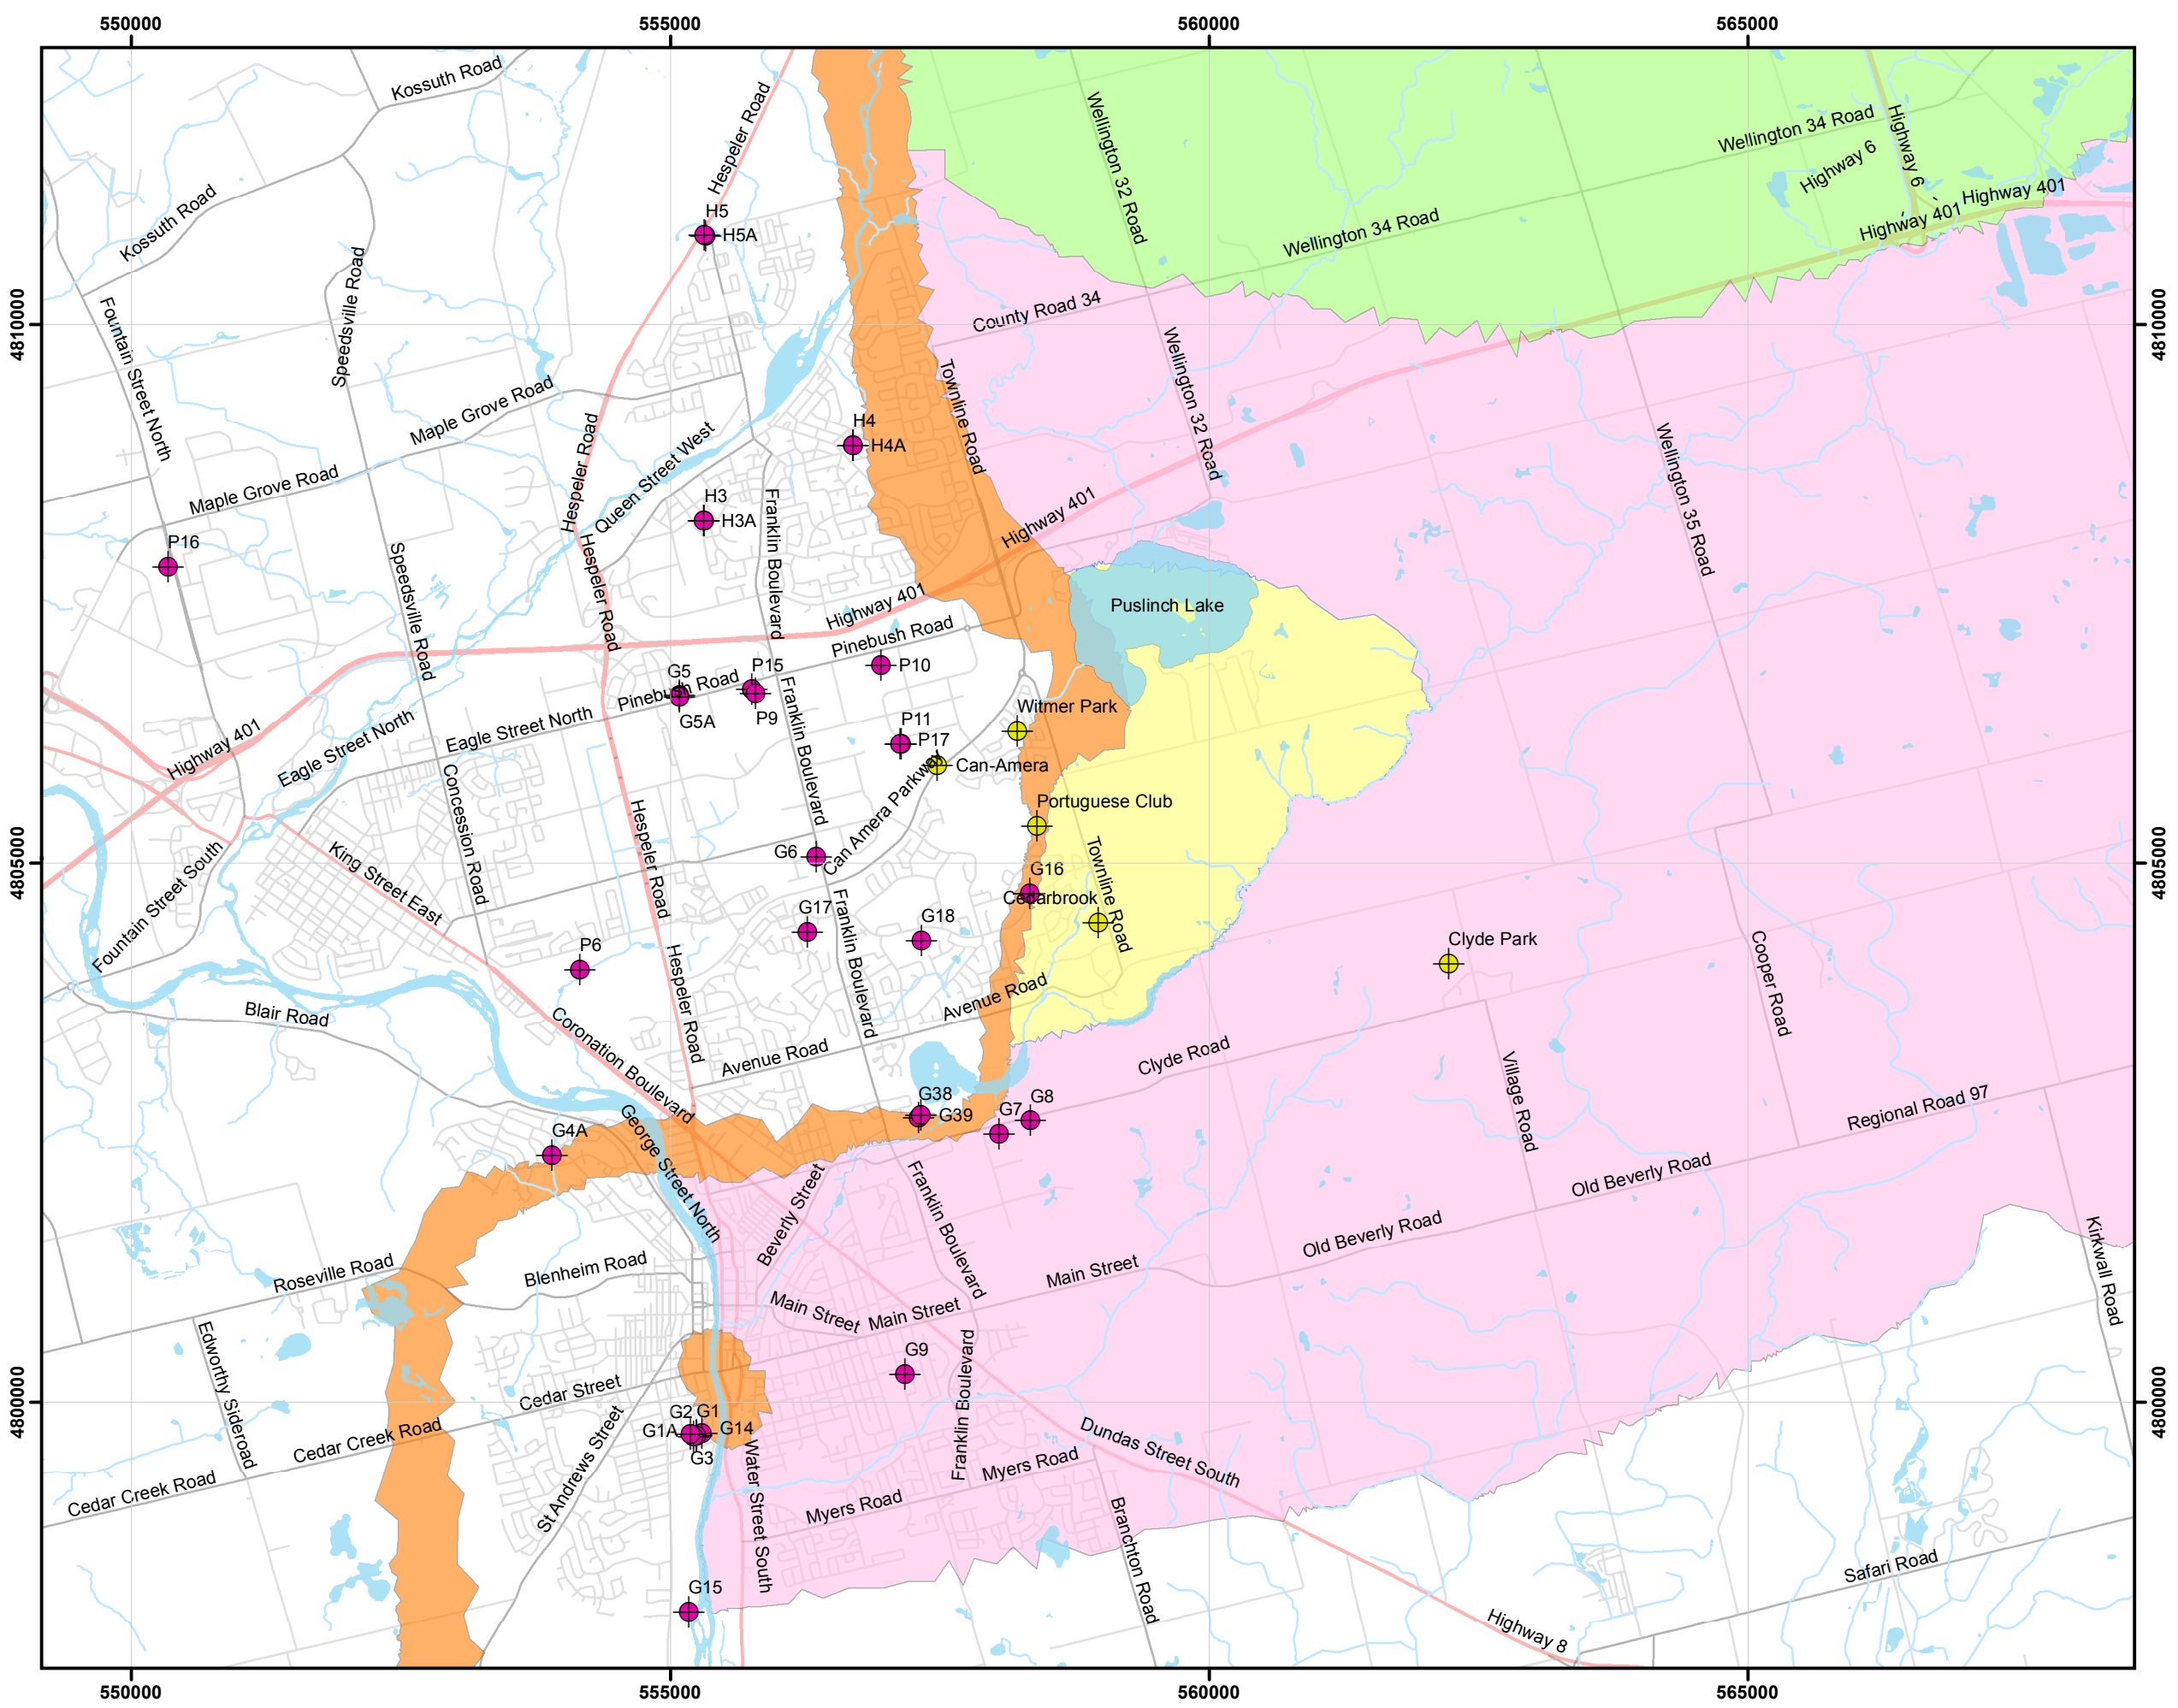 550000
555000
560000
565000
Kossuth Road
Hespeler Road
Wellington 32 Road
Wellington 34 Road
Highway 6
Highway 6
Kossuth Road
Highway 401
Highway 401
H5
H5A
Wellington 34 Road
Speedsville Road
4810000
4810000
County Road 34
Fountain Street North
Wellington 32 Road
Townline Road
Maple Grove Road
Hespeler Road
Queen Street West
H4
H4A
Wellington 35 Road
Maple Grove Road
H3
H3A
Franklin Boulevard
Highway 401
P16
Speedsville Road
Hespeler Road
Highway 401
Puslinch Lake
Pinebush Road
P10
G5
P15
Pinebush Road
G5A
P9
Franklin Boulevard
Witmer Park
Eagle Street North
P11
P17
Highway 401
Eagle Street North
Can-Amera
Concession Road
Can Amera Parkway
Portuguese Club
Hespeler Road
4805000
4805000
Fountain Street South
King Street East
G6
Townline Road
G16
Cedarbrook
G17
Franklin Boulevard
G18
P6
Hespeler Road
Clyde Park
Cooper Road
Avenue Road
Blair Road
Coronation Boulevard
Avenue Road
Clyde Road
Village Road
G38
G39
G7
G8
Regional Road 97
George Street North
G4A
Beverly Street
Franklin Boulevard
Old Beverly Road
Old Beverly Road
Kirkwall Road
Roseville Road
Blenheim Road
Main Street
Main Street
Main Street
Edworthy Sideroad
Franklin Boulevard
G9
Cedar Street
4800000
4800000
St Andrews Street
G2
G1
G1A
G14
G3
Cedar Creek Road
Water Street South
Dundas Street South
Cedar Creek Road
Myers Road
Myers Road
Branchton Road
Safari Road
G15
Highway 8
550000
555000
560000
565000